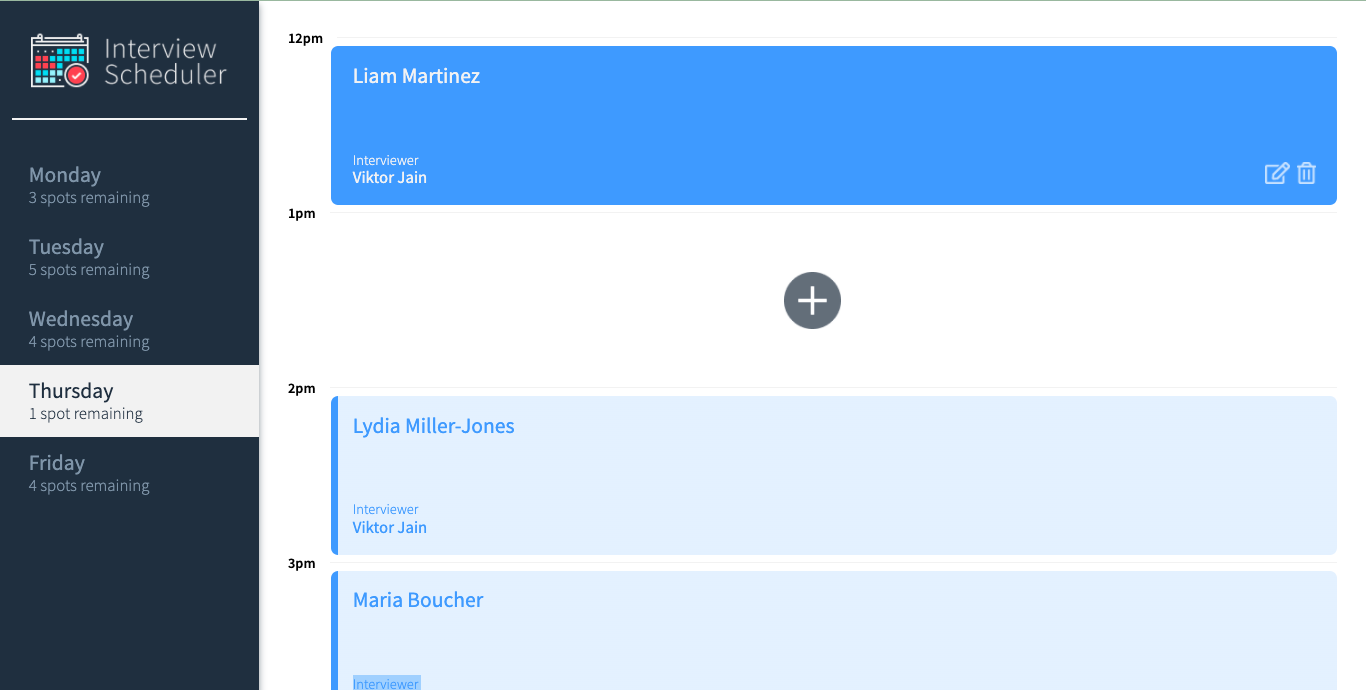 Interview
Scheduler
Monday
3 spots remaining
Tuesday
5 spots remaining
Wednesday
4 spots remaining
Thursday
1 spot remaining
Friday
4 spots remaining
12pm
Liam Martinez
Interviewer
Viktor Jain
1pm
2pm
Lydia Miller-Jones
Interviewer
Viktor Jain
3pm
Maria Boucher
Interviewer